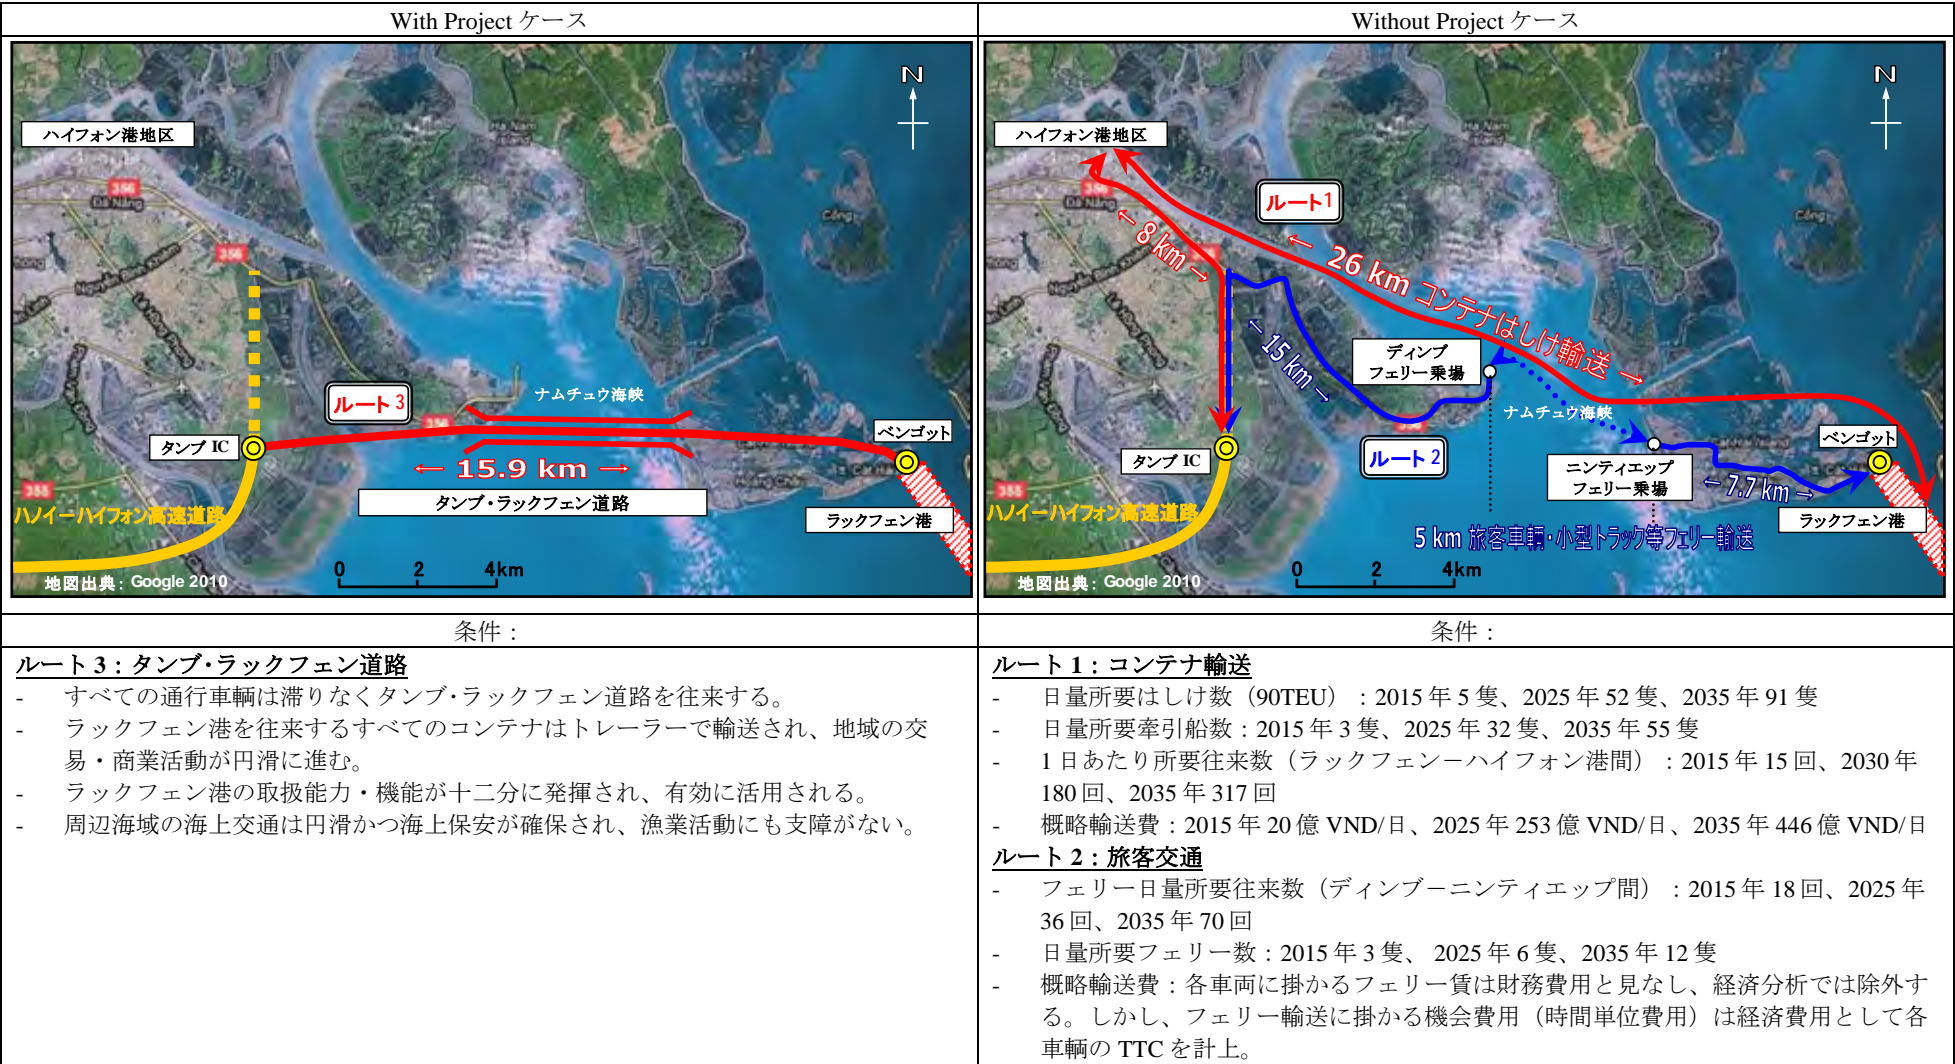 With Project ケース
Without Project ケース
N
ハイフォン港地区
356
Đà Nẵng
356
Công
ルート 3
ナムチュウ海峡
356
タンブ IC
← 15.9 km →
ベンゴット
タンブ・ラックフェン道路
ラックフェン港
355
ハノイーハイフォン高速道路
0 2 4km
地図出典: Google 2010
N
ハイフォン港地区
356
Đà Nẵng
Công
ルート1
← 8 km →
← 26 km コンテナはしけ輸送 →
← 15 km →
ディンブ
フェリー乗場
ナムチュウ海峡
ベンゴット
タンブ IC
ルート 2
ニンティエップ
フェリー乗場
← 7.7 km →
355
ハノイーハイフォン高速道路
ラックフェン港
5 km 旅客車輌・小型トラック等フェリー輸送
0 2 4km
地図出典: Google 2010
条件：
条件：
ルート 3：タンブ・ラックフェン道路
- すべての通行車輌は滞りなくタンブ・ラックフェン道路を往来する。
- ラックフェン港を往来するすべてのコンテナはトレーラーで輸送され、地域の交
易・商業活動が円滑に進む。
- ラックフェン港の取扱能力・機能が十二分に発揮され、有効に活用される。
- 周辺海域の海上交通は円滑かつ海上保安が確保され、漁業活動にも支障がない。
ルート 1：コンテナ輸送
- 日量所要はしけ数（90TEU）：2015 年 5 隻、2025 年 52 隻、2035 年 91 隻
- 日量所要牽引船数：2015 年 3 隻、2025 年 32 隻、2035 年 55 隻
- 1 日あたり所要往来数（ラックフェン－ハイフォン港間）：2015 年 15 回、2030 年
180 回、2035 年 317 回
- 概略輸送費：2015 年 20 億 VND/日、2025 年 253 億 VND/日、2035 年 446 億 VND/日
ルート 2：旅客交通
- フェリー日量所要往来数（ディンブ－ニンティエップ間）：2015 年 18 回、2025 年
36 回、2035 年 70 回
- 日量所要フェリー数：2015 年 3 隻、 2025 年 6 隻、2035 年 12 隻
- 概略輸送費：各車両に掛かるフェリー賃は財務費用と見なし、経済分析では除外す
る。しかし、フェリー輸送に掛かる機会費用（時間単位費用）は経済費用として各
車輌の TTC を計上。